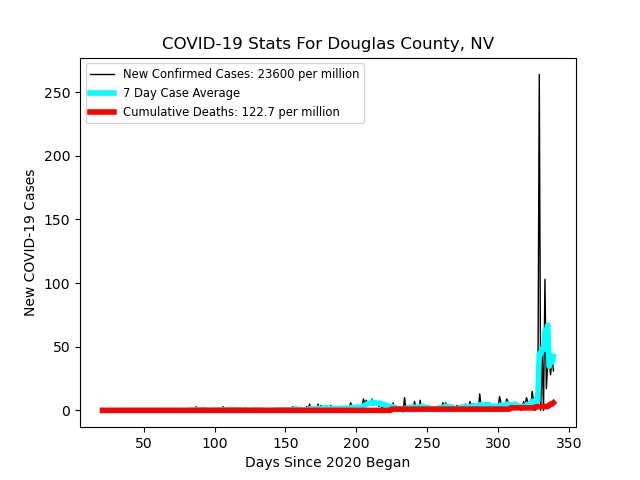 COVID-19 Stats For Douglas County, NV
New Confirmed Cases: 23600 per million
7 Day Case Average
Cumulative Deaths: 122.7 per million
250
200
150
100
50
0
New COVID-19 Cases
50 100 150 200 250 300 350
Days Since 2020 Began